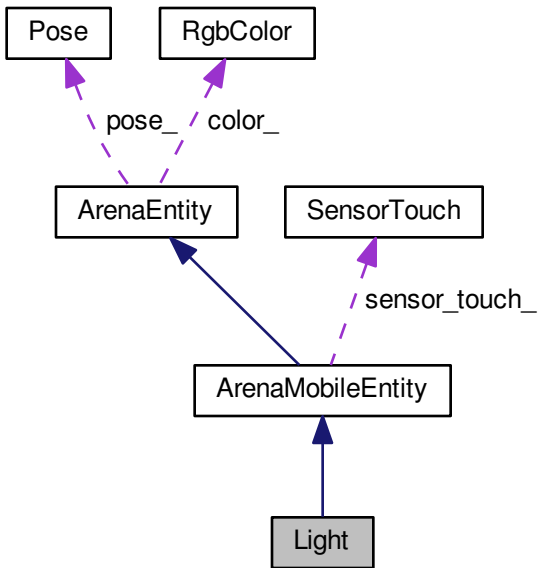 Pose
RgbColor
pose_
color_
ArenaEntity
SensorTouch
sensor_touch_
ArenaMobileEntity
Light